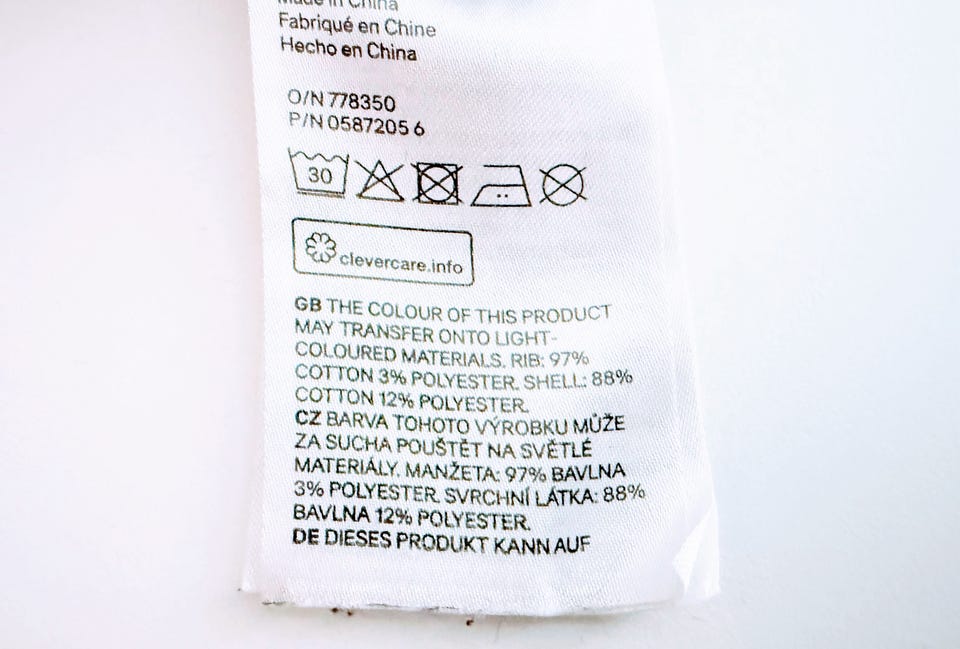 Made in China
Fabriqué en Chine
Hecho en China
O/N 778350
P/N 0587205 6
30
clevercare.info
GB THE COLOUR OF THIS PRODUCT
MAY TRANSFER ONTO LIGHT-
COLOURED MATERIALS. RIB: 97%
COTTON 3% POLYESTER. SHELL: 88%
COTTON 12% POLYESTER.
CZ BARVA TOHOTO VÝROBKU MŮŽE
ZA SUCHA POUŠTĚT NA SVĚTLÉ
MATERIÁLY. MANŽETA: 97% BAVLNA
3% POLYESTER. SVRCHNÍ LÁTKA: 88%
BAVLNA 12% POLYESTER.
DE DIESES PRODUKT KANN AUF